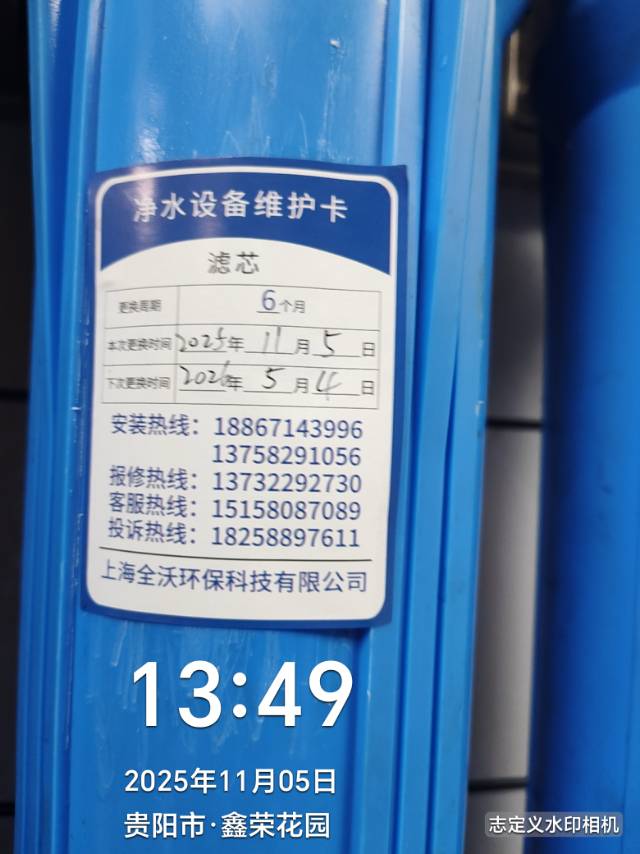 净水设备维护卡
滤芯
更换周期 6个月
本次更换时间 2025年 11月 5日
下次更换时间 2026年 5月 4日
安装热线：18867143996
13758291056
报修热线：13732292730
客服热线：15158087089
投诉热线：18258897611
上海全沃环保科技有限公司
13:49
2025年11月05日
贵阳市·鑫荣花园
志定义水印相机